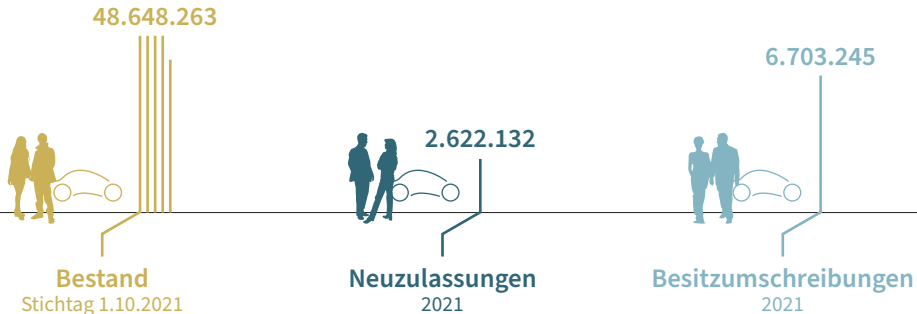 48.648.263
6.703.245
2.622.132
Bestand
Stichtag 1.10.2021
Neuzulassungen
2021
Besitzumschreibungen
2021